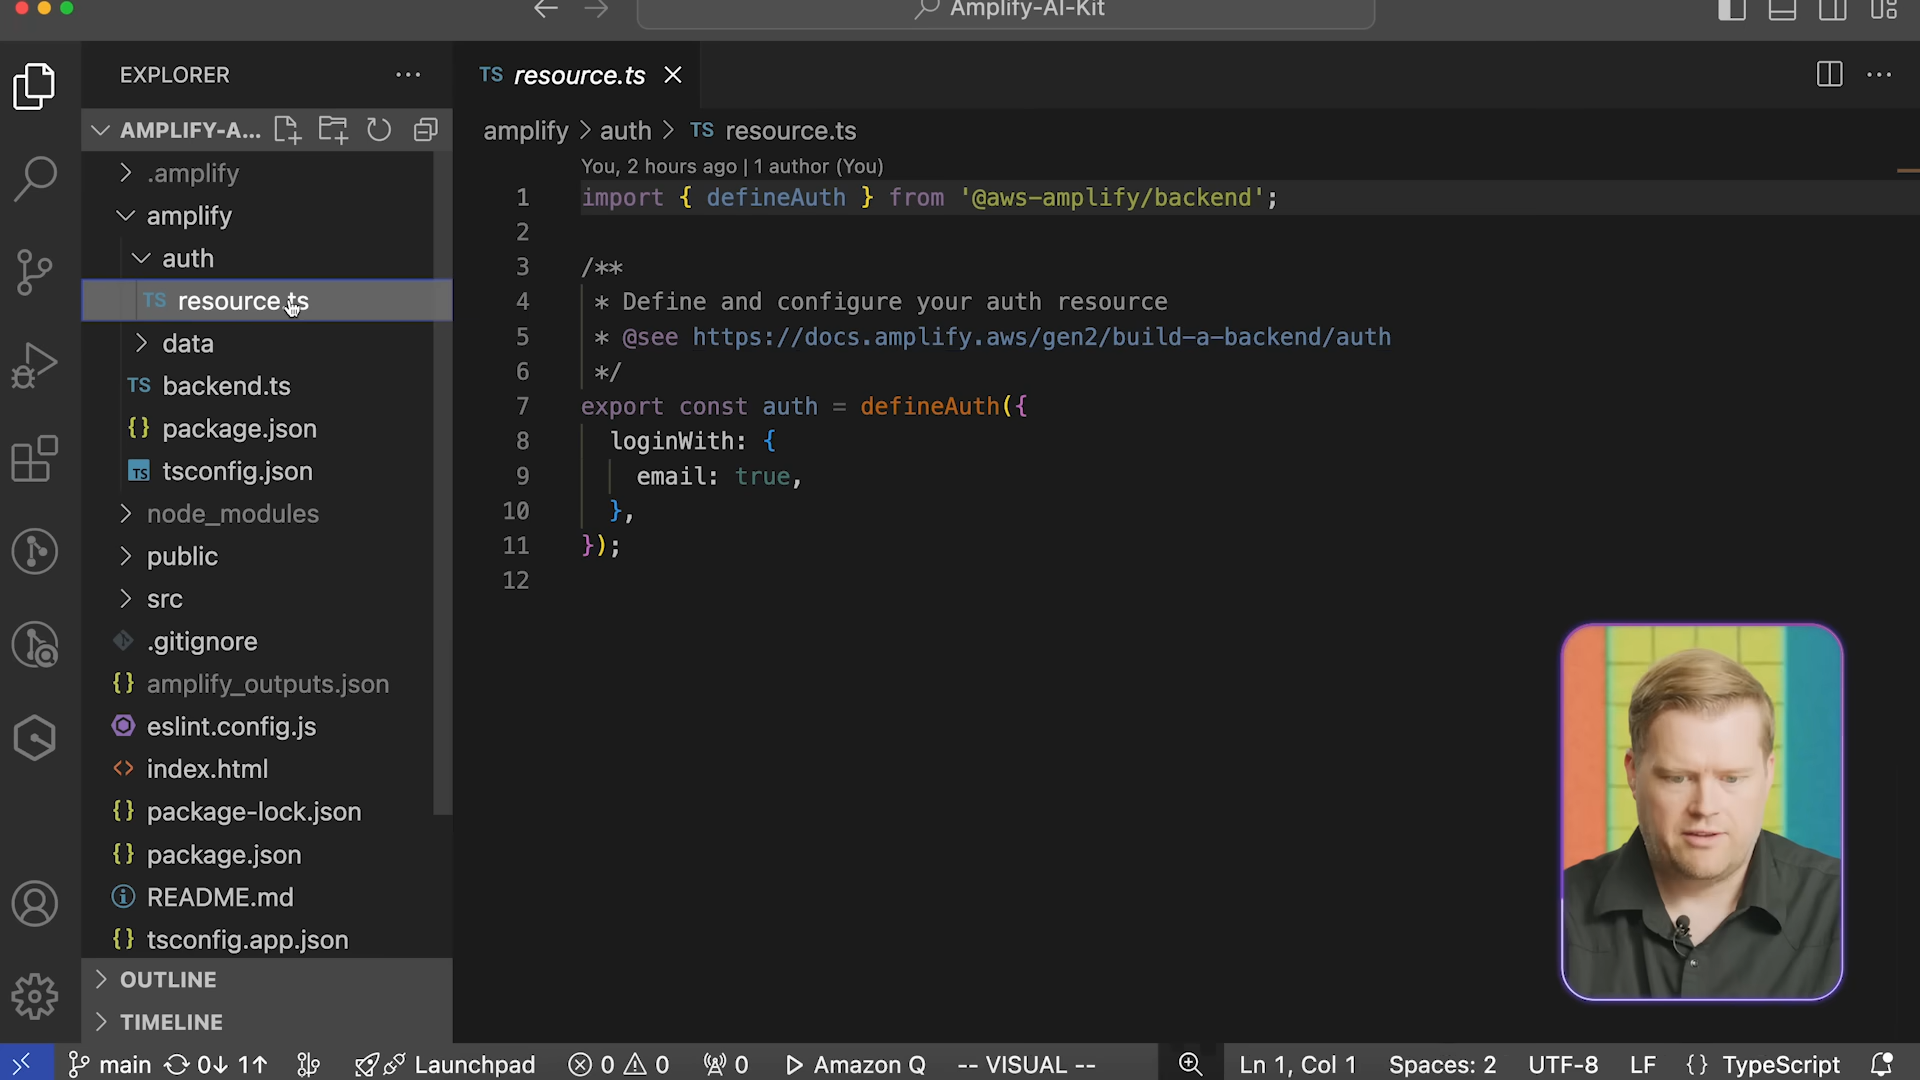 Amplify-AI-Kit
EXPLORER
AMPLIFY-A...
.amplify
amplify
auth
TS resource.ts
data
TS backend.ts
{} package.json
TS tsconfig.json
node_modules
public
src
.gitignore
{} amplify_outputs.json
eslint.config.js
<> index.html
{} package-lock.json
{} package.json
README.md
{} tsconfig.app.json
OUTLINE
TIMELINE
TS resource.ts
amplify > auth > TS resource.ts
You, 2 hours ago | 1 author (You)
1 import { defineAuth } from '@aws-amplify/backend';
2
3 /**
4 * Define and configure your auth resource
5 * @see https://docs.amplify.aws/gen2/build-a-backend/auth
6 */
7 export const auth = defineAuth({
8 loginWith: {
9 email: true,
10 },
11 });
12
main 0↓ 1↑ Launchpad 0 0 0 Amazon Q -- VISUAL -- Ln 1, Col 1 Spaces: 2 UTF-8 LF {} TypeScript